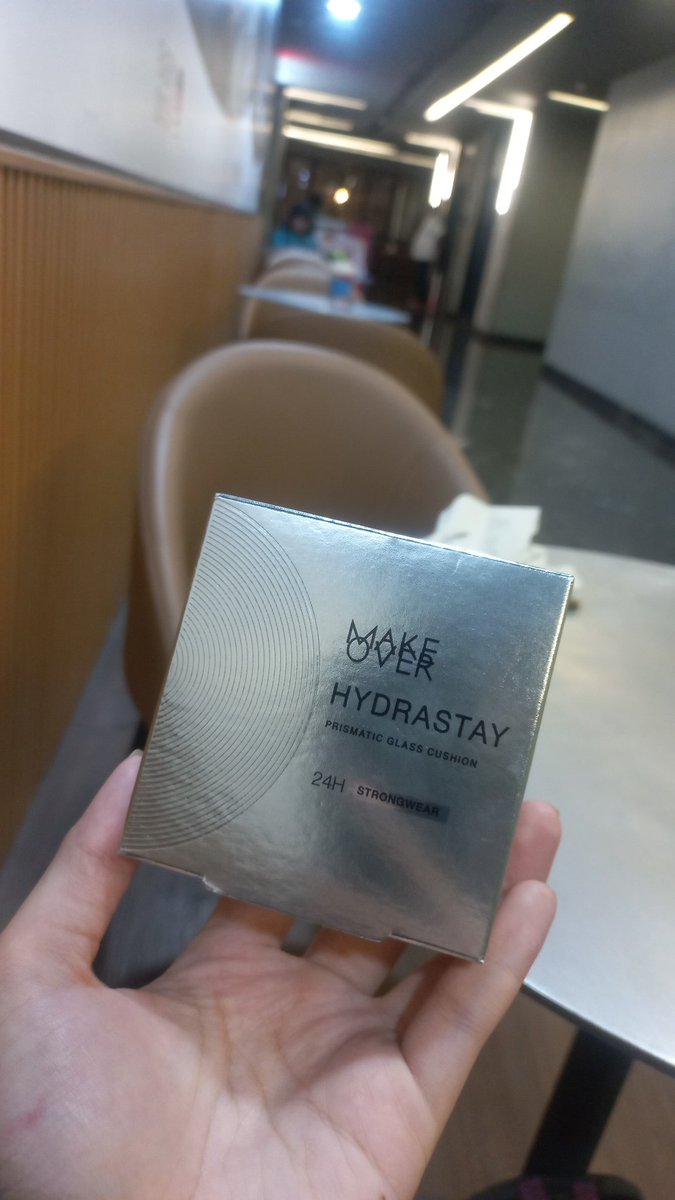 MAKE
OVER
HYDRASTAY
PRISMATIC GLASS CUSHION
24H STRONGWEAR